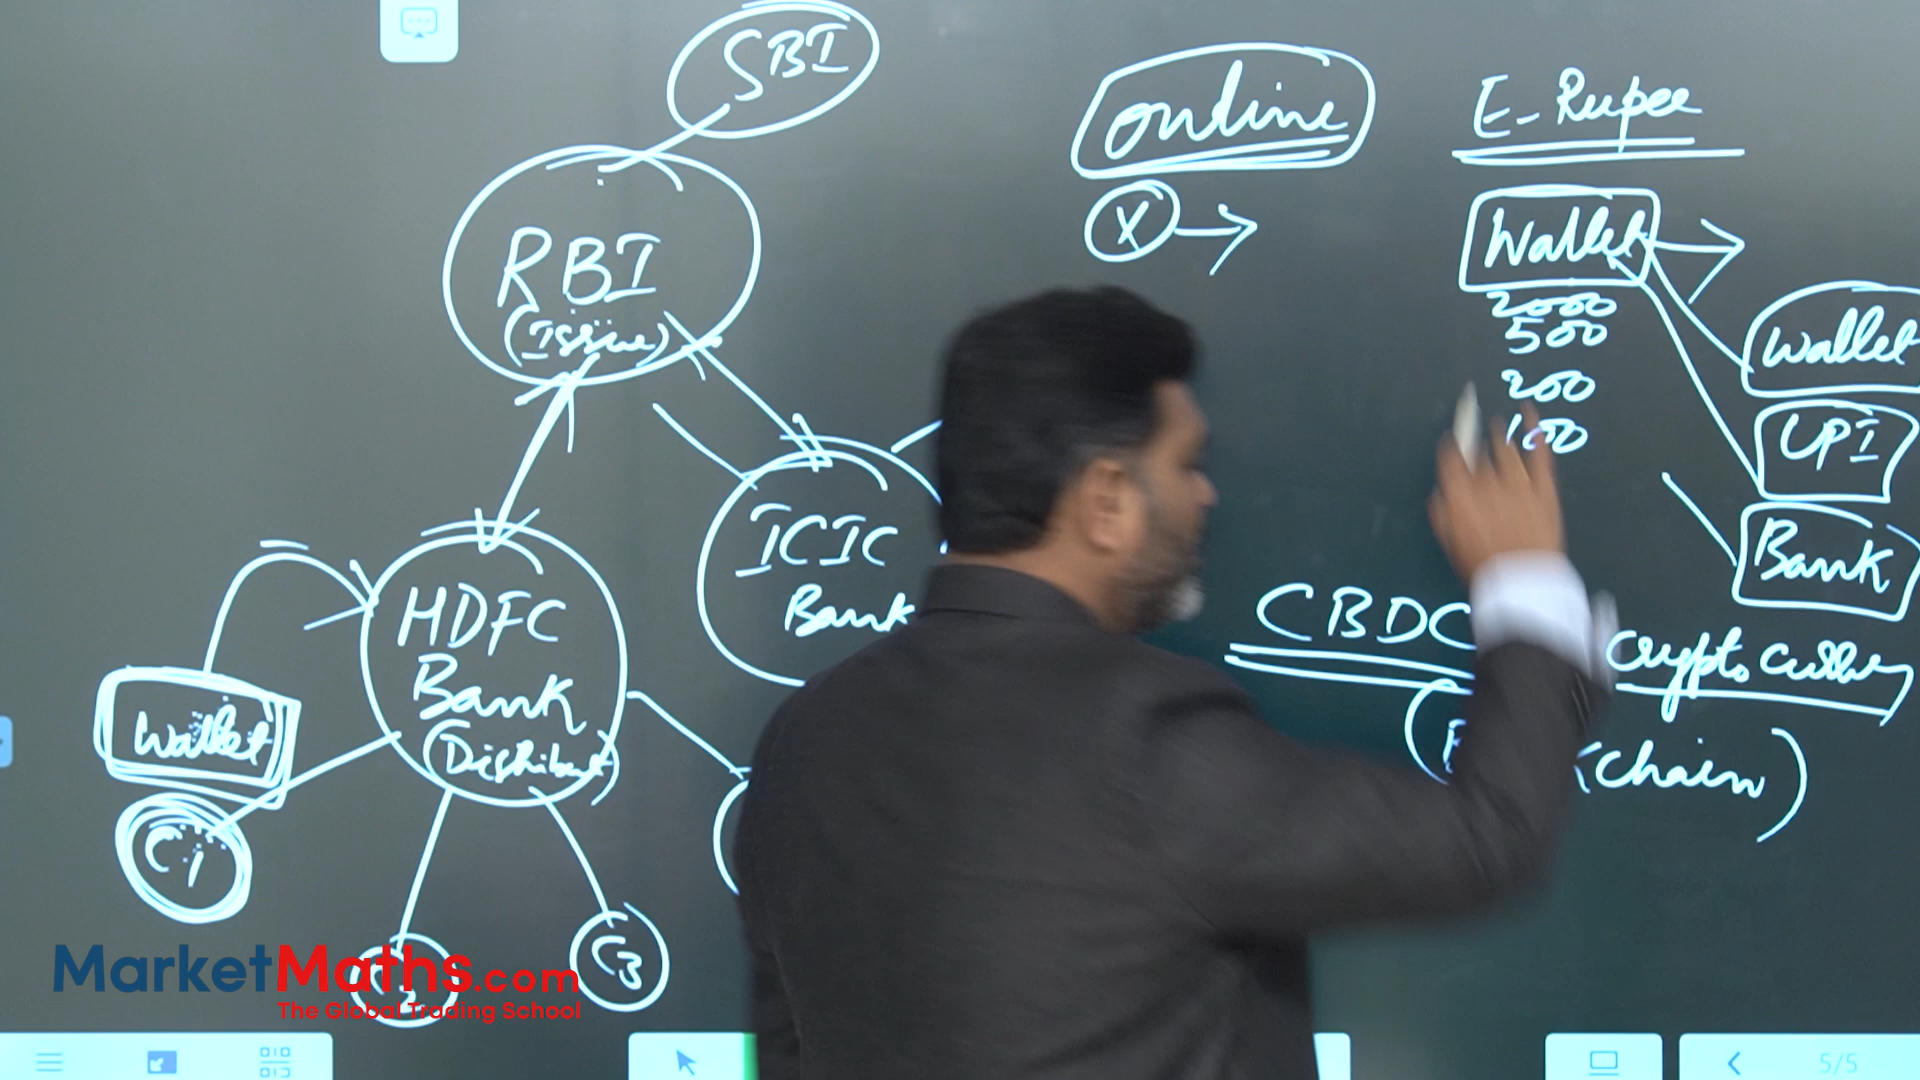 SBI
RBI
(Issue)
HDFC
Bank
(Distribut)
ICIC
Bank
Wallet
C1
C3
online
X
E-Rupee
Wallet
2000
500
200
100
Wallet
UPI
Bank
CBDC
Crypto
chain)
MarketMaths.com
The Global Trading School
5/5